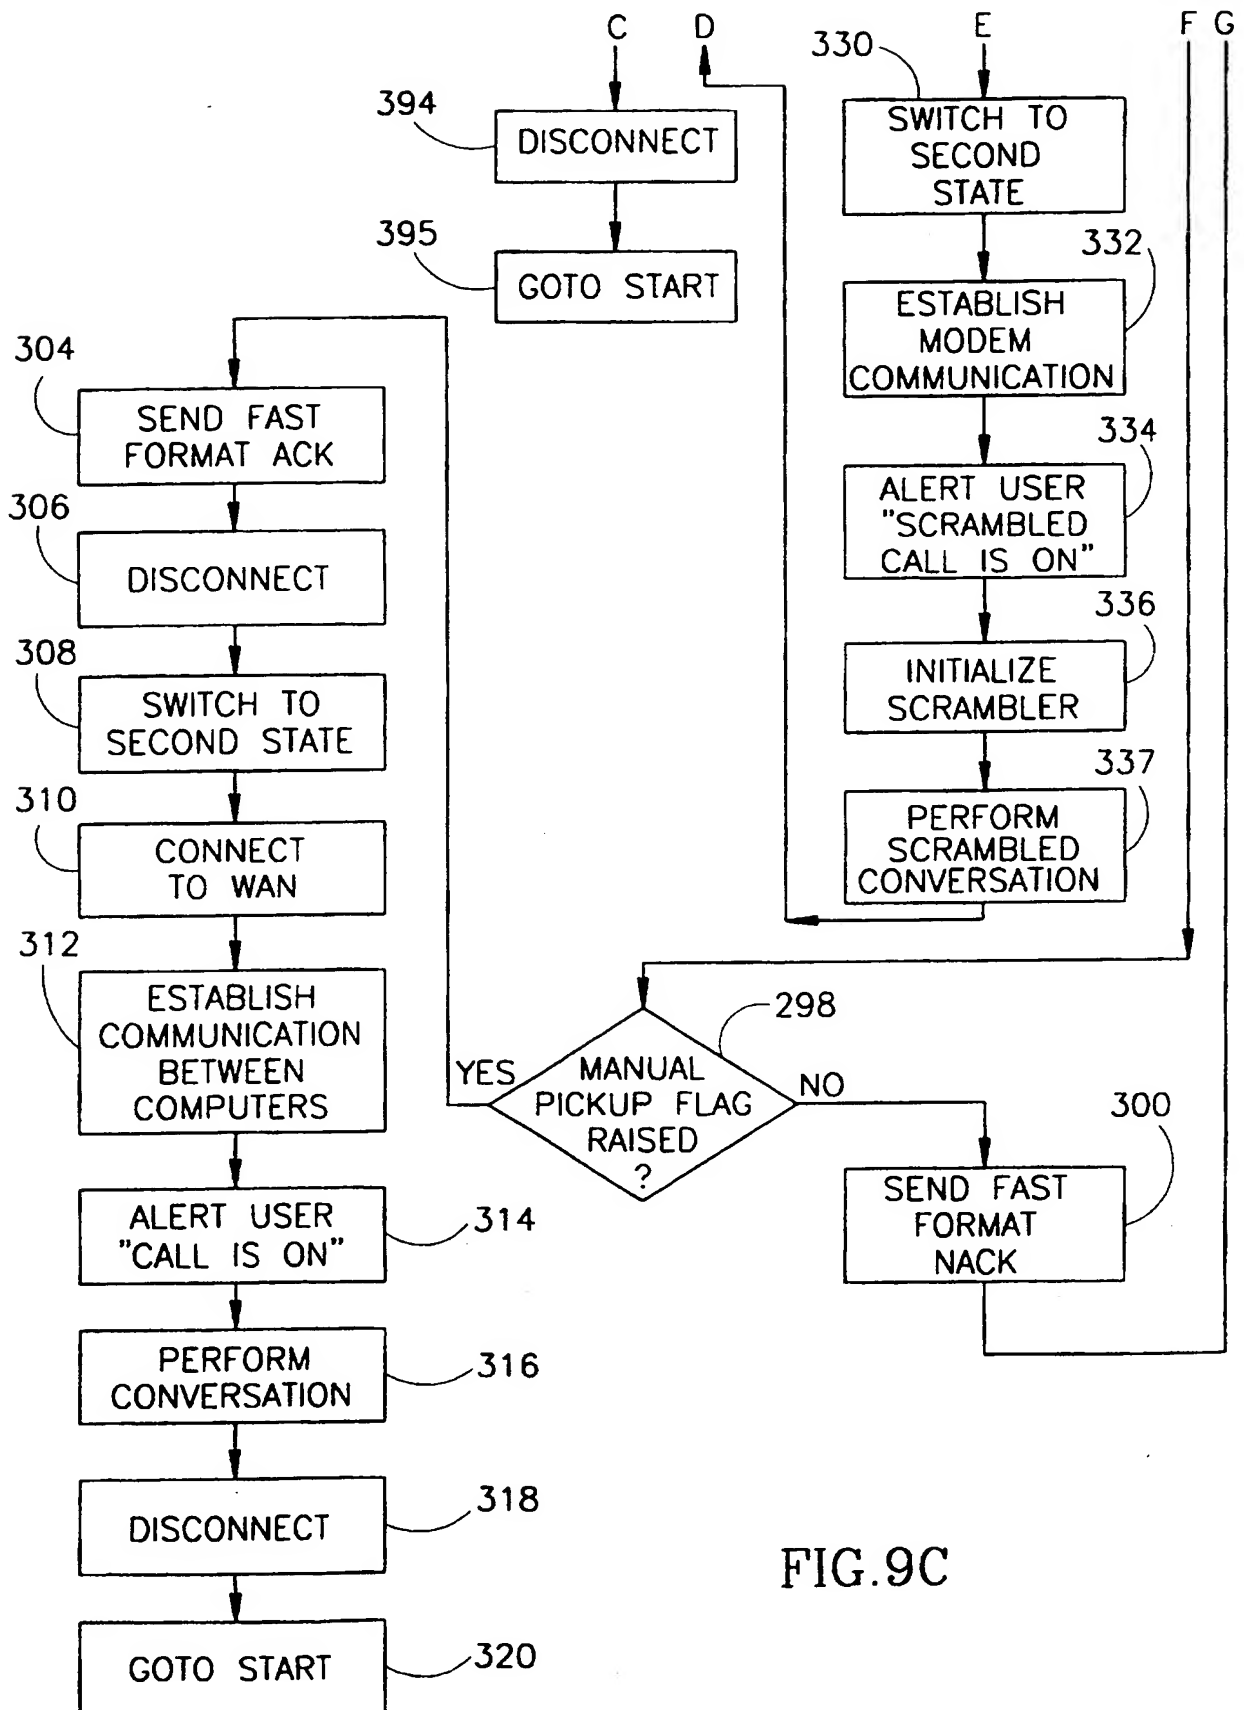 C
D
E
F G
330
394
DISCONNECT
SWITCH TO
SECOND
STATE
395
GOTO START
332
ESTABLISH
MODEM
COMMUNICATION
304
SEND FAST
FORMAT ACK
334
ALERT USER
"SCRAMBLED
CALL IS ON"
306
DISCONNECT
336
INITIALIZE
SCRAMBLER
308
SWITCH TO
SECOND STATE
337
PERFORM
SCRAMBLED
CONVERSATION
310
CONNECT
TO WAN
312
ESTABLISH
COMMUNICATION
BETWEEN
COMPUTERS
298
YES
MANUAL
PICKUP FLAG
RAISED
?
NO
300
SEND FAST
FORMAT
NACK
ALERT USER
"CALL IS ON"
314
PERFORM
CONVERSATION
316
DISCONNECT
318
GOTO START
320
FIG.9C